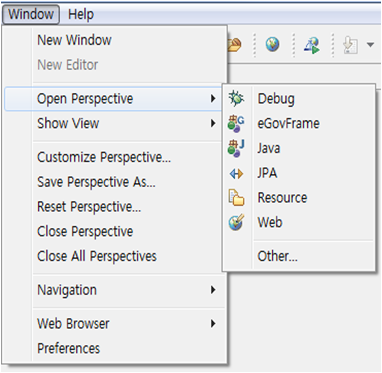 Window Help
New Window
New Editor
Open Perspective
Show View
Customize Perspective...
Save Perspective As...
Reset Perspective...
Close Perspective
Close All Perspectives
Navigation
Web Browser
Preferences
Debug
eGovFrame
Java
JPA
Resource
Web
Other...